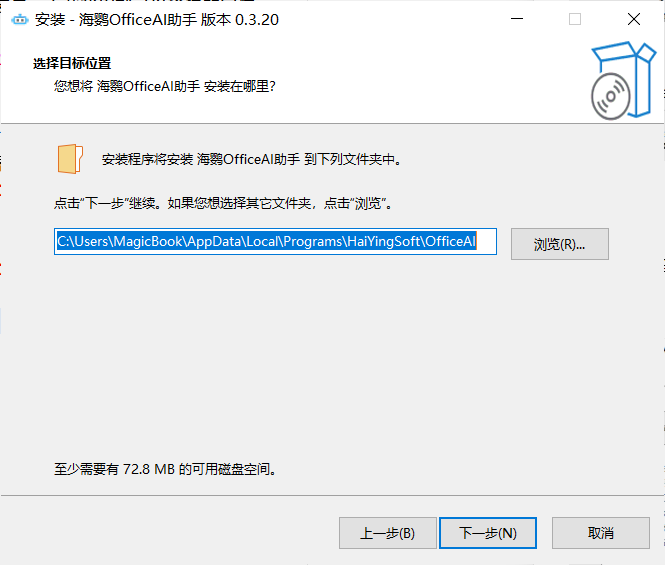 安装 - 海鹦OfficeAI助手 版本 0.3.20
选择目标位置
您想将 海鹦OfficeAI助手 安装在哪里?
安装程序将安装 海鹦OfficeAI助手 到下列文件夹中。
点击“下一步”继续。如果您想选择其它文件夹，点击“浏览”。
C:\Users\MagicBook\AppData\Local\Programs\HaiYingSoft\OfficeAI
浏览(R)...
至少需要有 72.8 MB 的可用磁盘空间。
上一步(B)
下一步(N)
取消